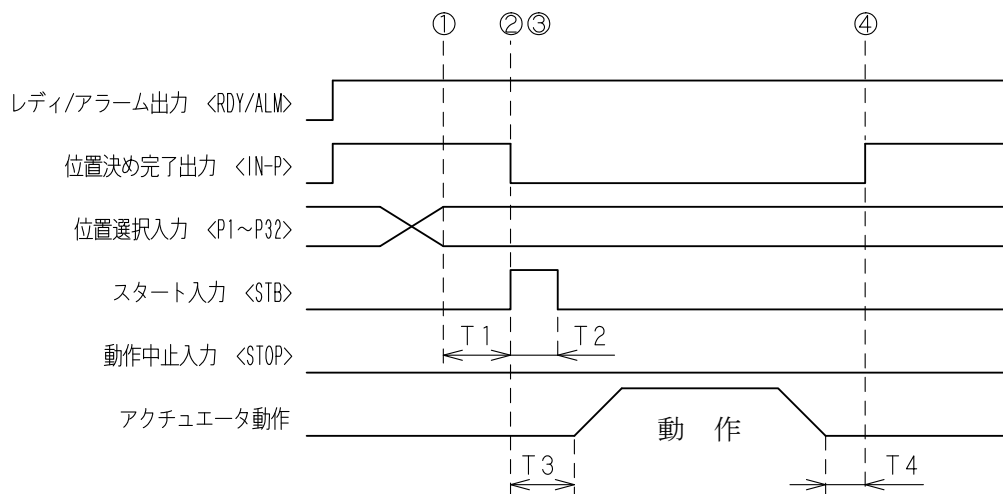 ① ②③ ④
レディ/アラーム出力 <RDY/ALM>
位置決め完了出力 <IN-P>
位置選択入力 <P1～P32>
スタート入力 <STB>
T1 T2
動作中止入力 <STOP>
アクチュエータ動作
動 作
T3 T4